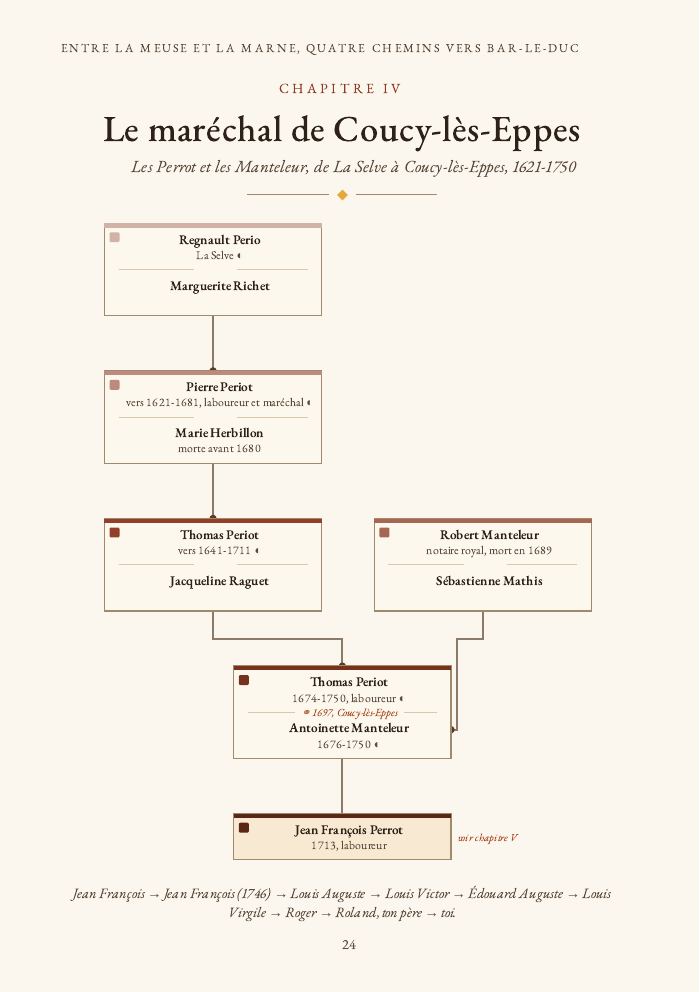 ENTRE LA MEUSE ET LA MARNE, QUATRE CHEMINS VERS BAR-LE-DUC
CHAPITRE IV
Le maréchal de Coucy-lès-Eppes
Les Perrot et les Manteleur, de La Selve à Coucy-lès-Eppes, 1621-1750
Regnault Perio
La Selve
Marguerite Richet
Pierre Periot
vers 1621-1681, laboureur et maréchal
Marie Herbillon
morte avant 1680
Thomas Periot
vers 1641-1711
Jacqueline Raguet
Robert Manteleur
notaire royal, mort en 1689
Sébastienne Mathis
Thomas Periot
1674-1750, laboureur
⚭ 1697, Coucy-lès-Eppes
Antoinette Manteleur
1676-1750
Jean François Perrot
1713, laboureur
voir chapitre V
Jean François → Jean François (1746) → Louis Auguste → Louis Victor → Édouard Auguste → Louis
Virgile → Roger → Roland, ton père → toi.
24